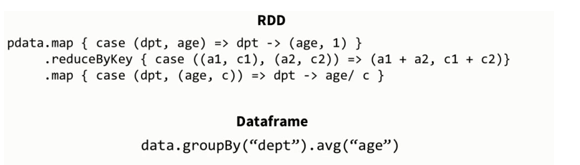 RDD
pdata.map { case (dpt, age) => dpt -> (age, 1) }
.reduceByKey { case ((a1, c1), (a2, c2)) => (a1 + a2, c1 + c2)}
.map { case (dpt, (age, c)) => dpt -> age/ c }
Dataframe
data.groupBy(“dept”).avg(“age”)